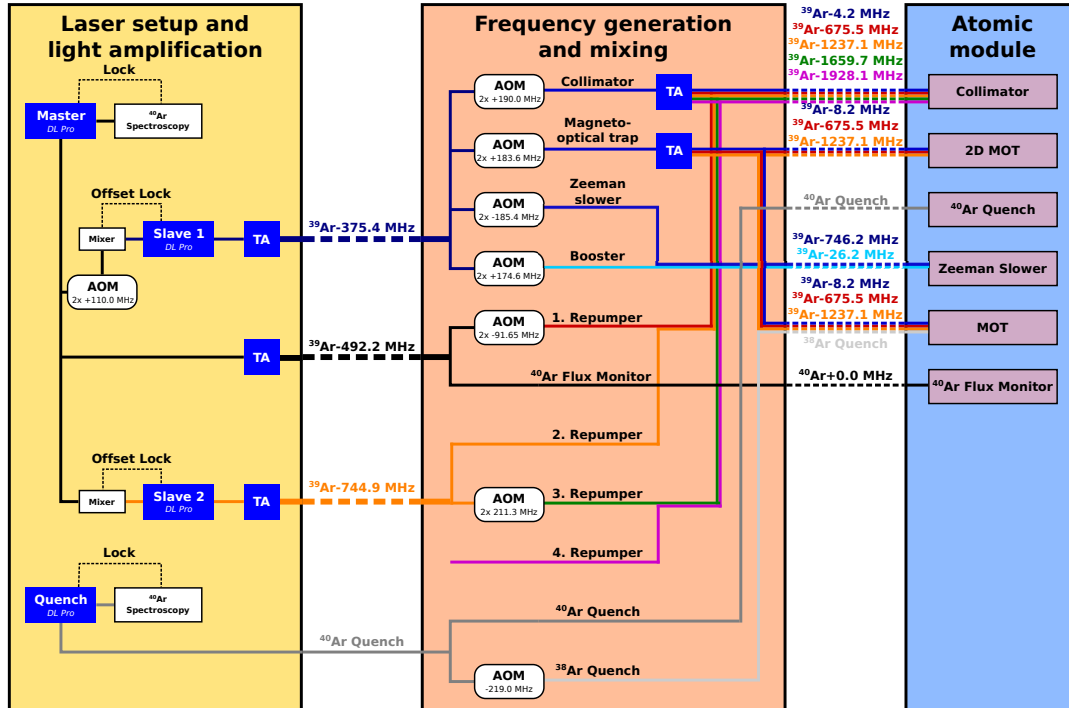 Laser setup and
light amplification
Lock
Master
DL Pro
⁴⁰Ar
Spectroscopy
Offset Lock
Mixer
Slave 1
DL Pro
TA
AOM
2x +110.0 MHz
TA
Offset Lock
Mixer
Slave 2
DL Pro
TA
Lock
Quench
DL Pro
⁴⁰Ar
Spectroscopy
³⁹Ar-375.4 MHz
³⁹Ar-492.2 MHz
³⁹Ar-744.9 MHz
⁴⁰Ar Quench
Frequency generation
and mixing
AOM
2x +190.0 MHz
Collimator
TA
AOM
2x +183.6 MHz
Magneto-
optical trap
TA
AOM
2x -185.4 MHz
Zeeman
slower
AOM
2x +174.6 MHz
Booster
AOM
2x -91.65 MHz
1. Repumper
⁴⁰Ar Flux Monitor
2. Repumper
AOM
2x 211.3 MHz
3. Repumper
4. Repumper
⁴⁰Ar Quench
AOM
-219.0 MHz
³⁸Ar Quench
³⁹Ar-4.2 MHz
³⁹Ar-675.5 MHz
³⁹Ar-1237.1 MHz
³⁹Ar-1659.7 MHz
³⁹Ar-1928.1 MHz
³⁹Ar-8.2 MHz
³⁹Ar-675.5 MHz
³⁹Ar-1237.1 MHz
⁴⁰Ar Quench
³⁹Ar-746.2 MHz
³⁹Ar-26.2 MHz
³⁹Ar-8.2 MHz
³⁹Ar-675.5 MHz
³⁹Ar-1237.1 MHz
³⁸Ar Quench
⁴⁰Ar+0.0 MHz
Atomic
module
Collimator
2D MOT
⁴⁰Ar Quench
Zeeman Slower
MOT
⁴⁰Ar Flux Monitor